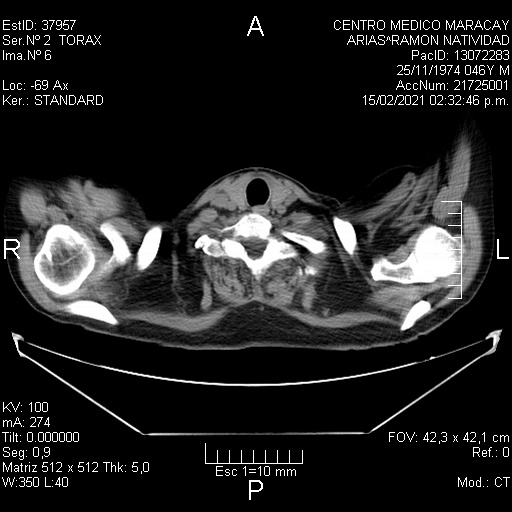 EstID: 37957
Ser.Nº 2 TORAX
Ima.Nº 6
Loc: -69 Ax
Ker.: STANDARD
A
CENTRO MEDICO MARACAY
ARIAS^RAMON NATIVIDAD
PacID: 13072283
25/11/1974 046Y M
AccNum: 21725001
15/02/2021 02:32:46 p.m.
R
L
KV: 100
mA: 274
Tilt: 0.000000
Seg: 0,9
Matriz 512 x 512 Thk: 5,0
W:350 L:40
Esc 1=10 mm
P
FOV: 42,3 x 42,1 cm
Ref.: 0
Mod.: CT